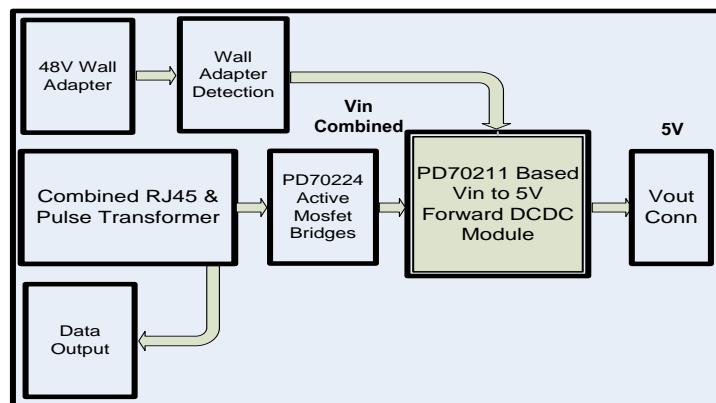 48V Wall
Adapter
Wall
Adapter
Detection
Vin
Combined
5V
Combined RJ45 &
Pulse Transformer
PD70224
Active
Mosfet
Bridges
PD70211 Based
Vin to 5V
Forward DCDC
Module
Vout
Conn
Data
Output